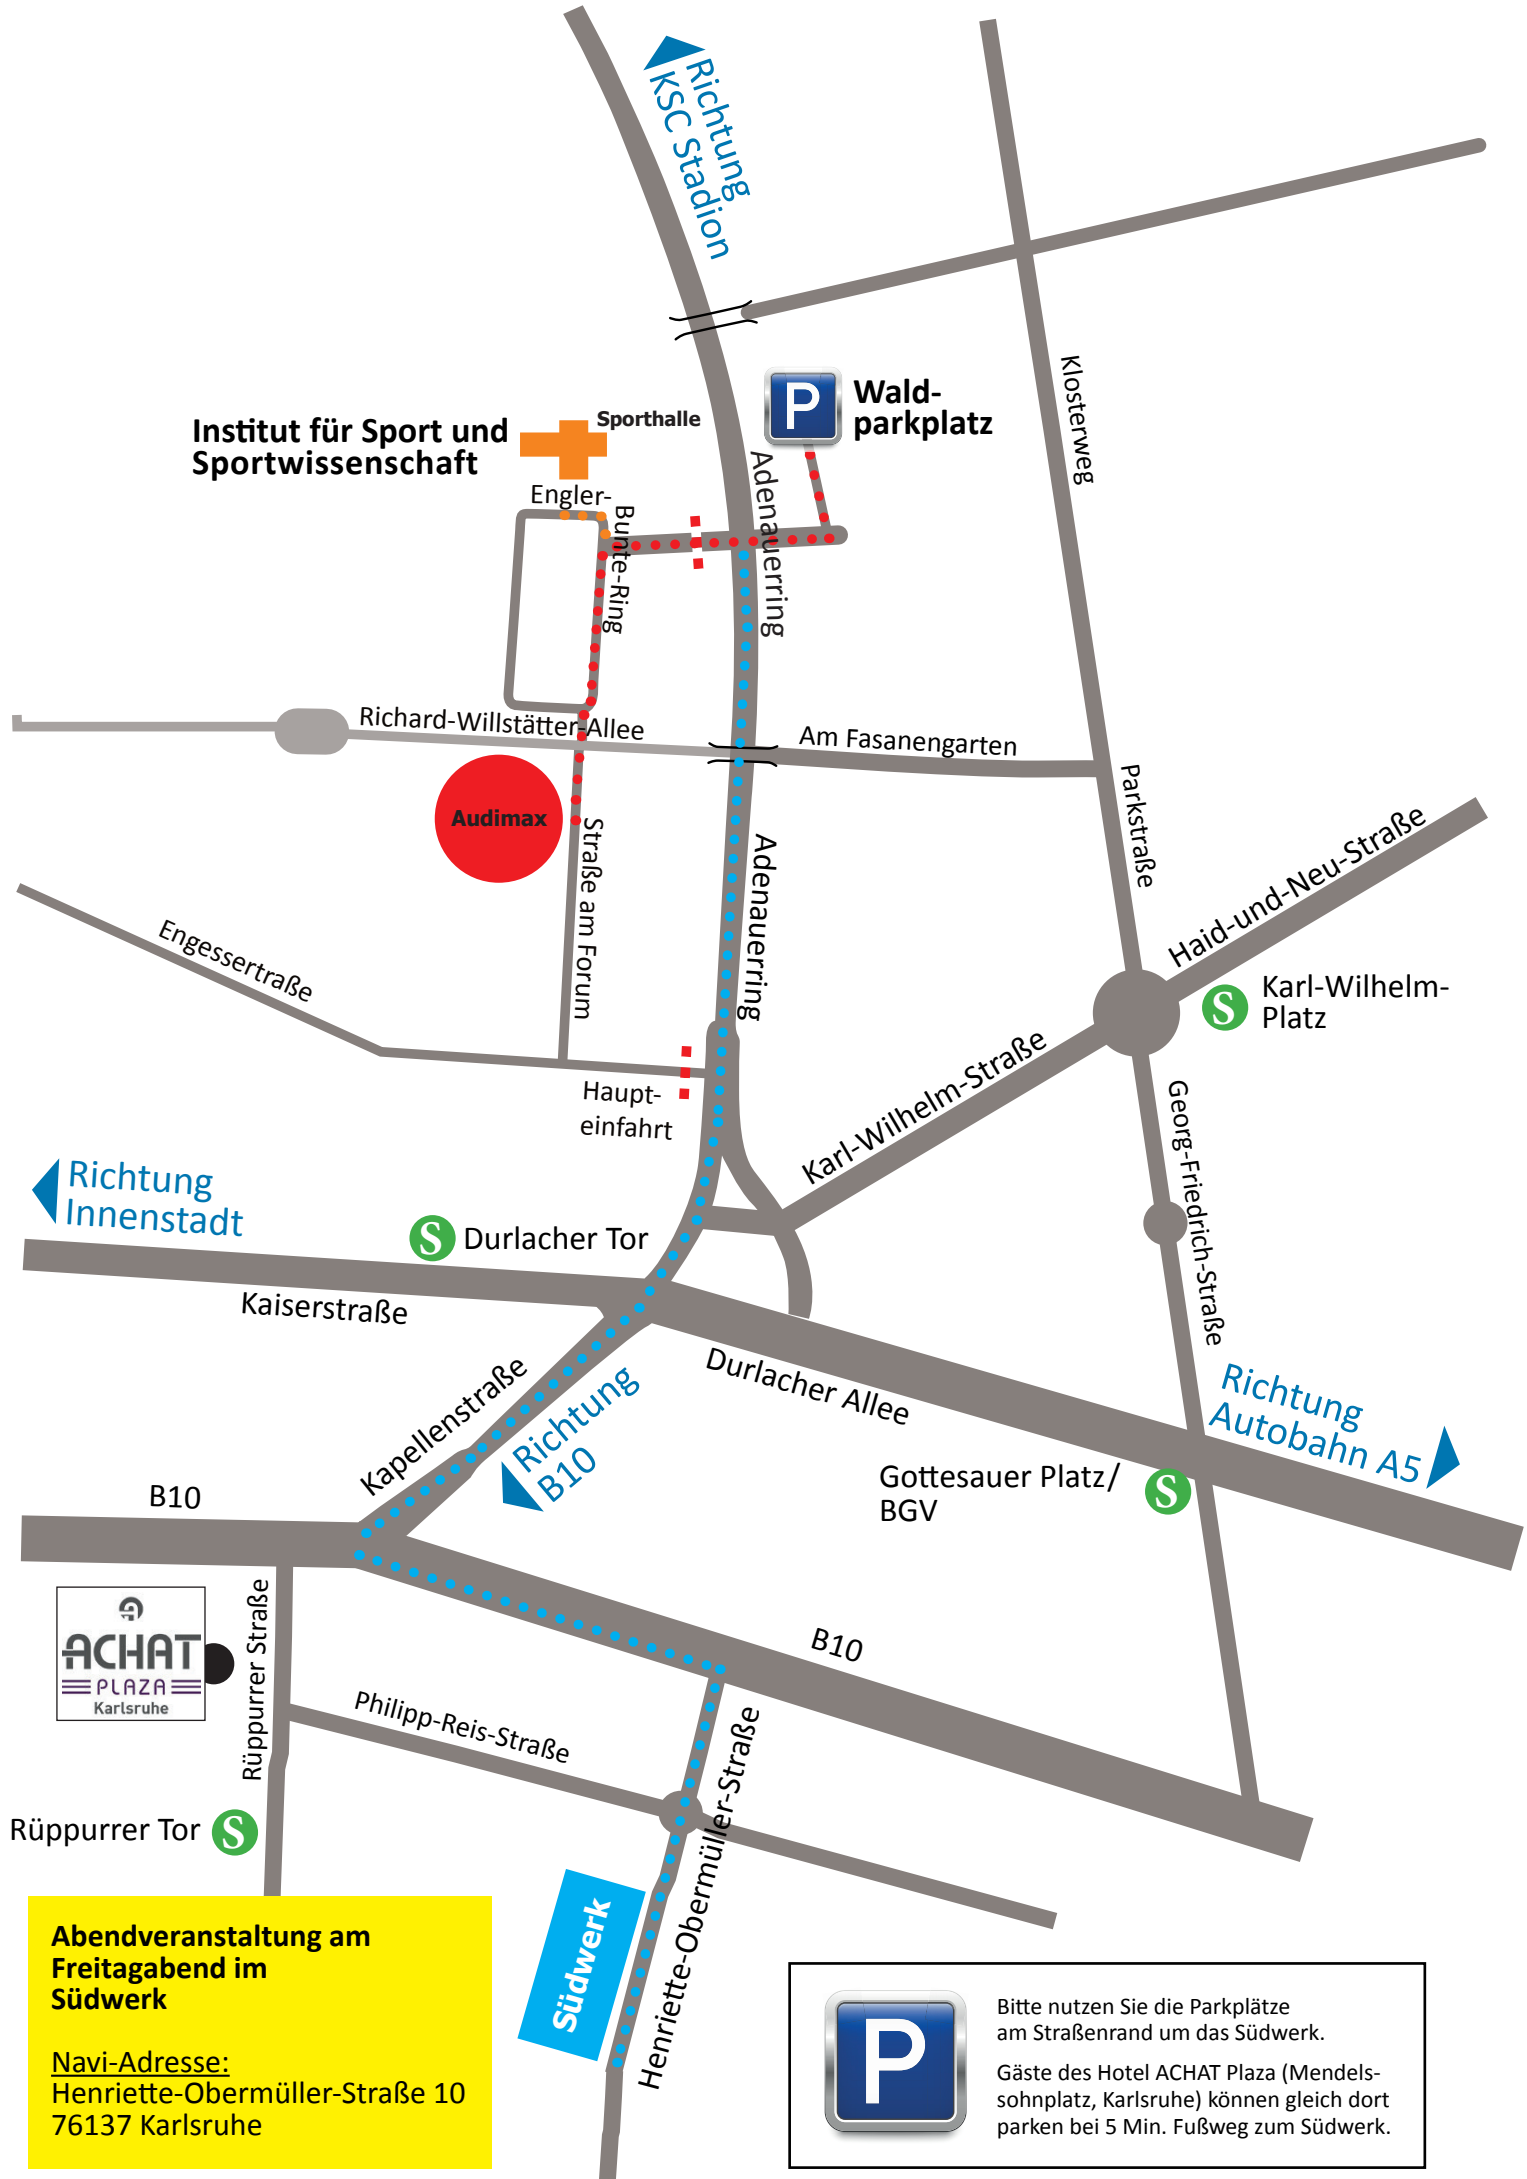 Richtung
KSC Stadion
Klosterweg
P
Wald-
parkplatz
Sporthalle
Institut für Sport und
Sportwissenschaft
Engler-
Bunte-Ring
Adenauerring
Richard-Willstätter-Allee
Am Fasanengarten
Parkstraße
Audimax
Straße am Forum
Adenauerring
Haid-und-Neu-Straße
Engessertraße
S
Karl-Wilhelm-
Platz
Karl-Wilhelm-Straße
Haupt-
einfahrt
Georg-Friedrich-Straße
Richtung
Innenstadt
S Durlacher Tor
Kaiserstraße
Durlacher Allee
Kapellenstraße
Richtung
B10
Richtung
Autobahn A5
Gottesauer Platz/
BGV
S
B10
B10
ACHAT
PLAZA
Karlsruhe
Rüppurrer Straße
Philipp-Reis-Straße
Henriette-Obermüller-Straße
Rüppurrer Tor S
Südwerk
Abendveranstaltung am
Freitagabend im
Südwerk
Navi-Adresse:
Henriette-Obermüller-Straße 10
76137 Karlsruhe
P
Bitte nutzen Sie die Parkplätze
am Straßenrand um das Südwerk.
Gäste des Hotel ACHAT Plaza (Mendels-
sohnplatz, Karlsruhe) können gleich dort
parken bei 5 Min. Fußweg zum Südwerk.